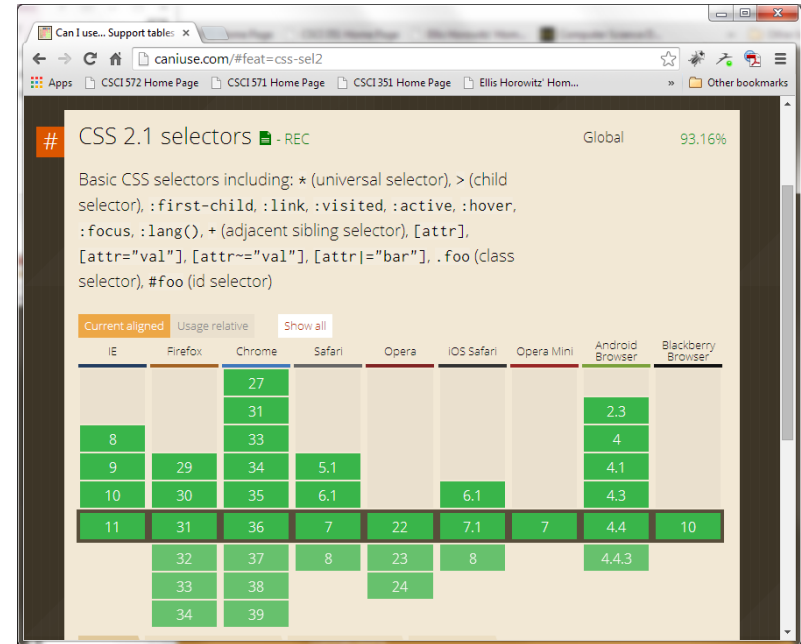 Can I use... Support tables ×
caniuse.com/#feat=css-sel2
Apps CSCI 572 Home Page CSCI 571 Home Page CSCI 351 Home Page Ellis Horowitz' Hom... » Other bookmarks
# CSS 2.1 selectors - REC Global 93.16%
Basic CSS selectors including: * (universal selector), > (child
selector), :first-child, :link, :visited, :active, :hover,
:focus, :lang(), + (adjacent sibling selector), [attr],
[attr="val"], [attr~="val"], [attr|="bar"], .foo (class
selector), #foo (id selector)
Current aligned Usage relative Show all
IE Firefox Chrome Safari Opera iOS Safari Opera Mini Android Browser Blackberry Browser
27
31 2.3
8 33 4
9 29 34 5.1 4.1
10 30 35 6.1 6.1 4.3
11 31 36 7 22 7.1 7 4.4 10
32 37 8 23 8 4.4.3
33 38 24
34 39